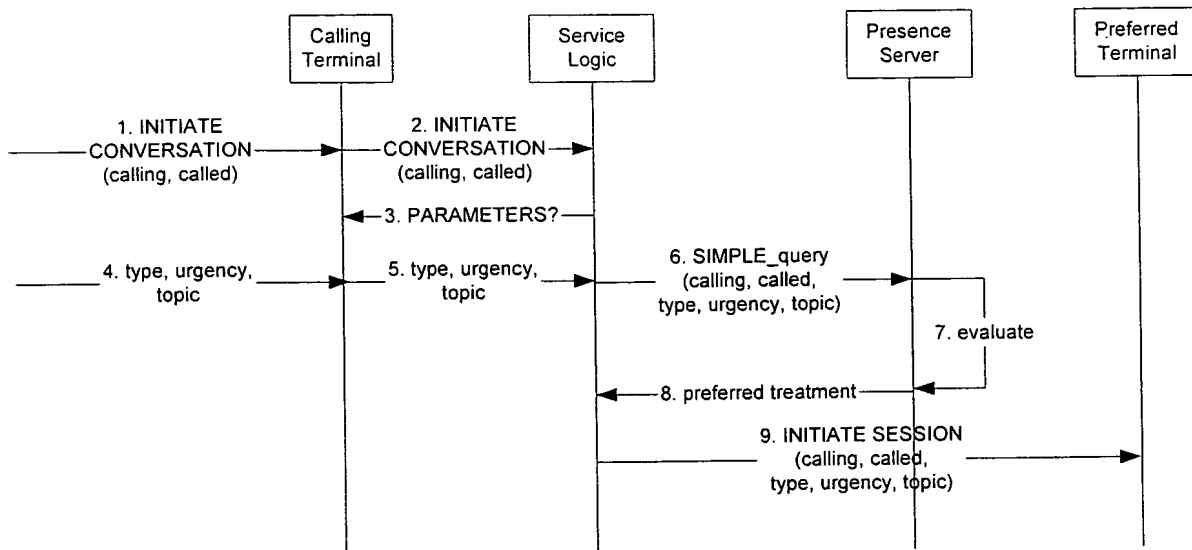 Calling
Terminal
Service
Logic
Presence
Server
Preferred
Terminal
1. INITIATE
CONVERSATION
(calling, called)
2. INITIATE
CONVERSATION
(calling, called)
3. PARAMETERS?
4. type, urgency,
topic
5. type, urgency,
topic
6. SIMPLE_query
(calling, called,
type, urgency, topic)
7. evaluate
8. preferred treatment
9. INITIATE SESSION
(calling, called,
type, urgency, topic)